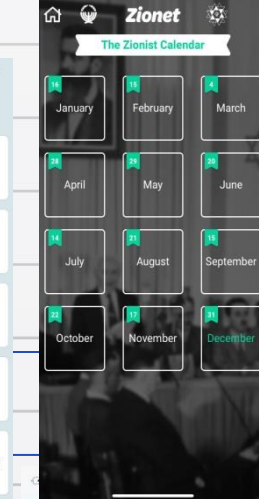 Zionet
The Zionist Calendar
16 15 4
January February March
28 29 20
April May June
14 21 15
July August September
22 17 31
October November December